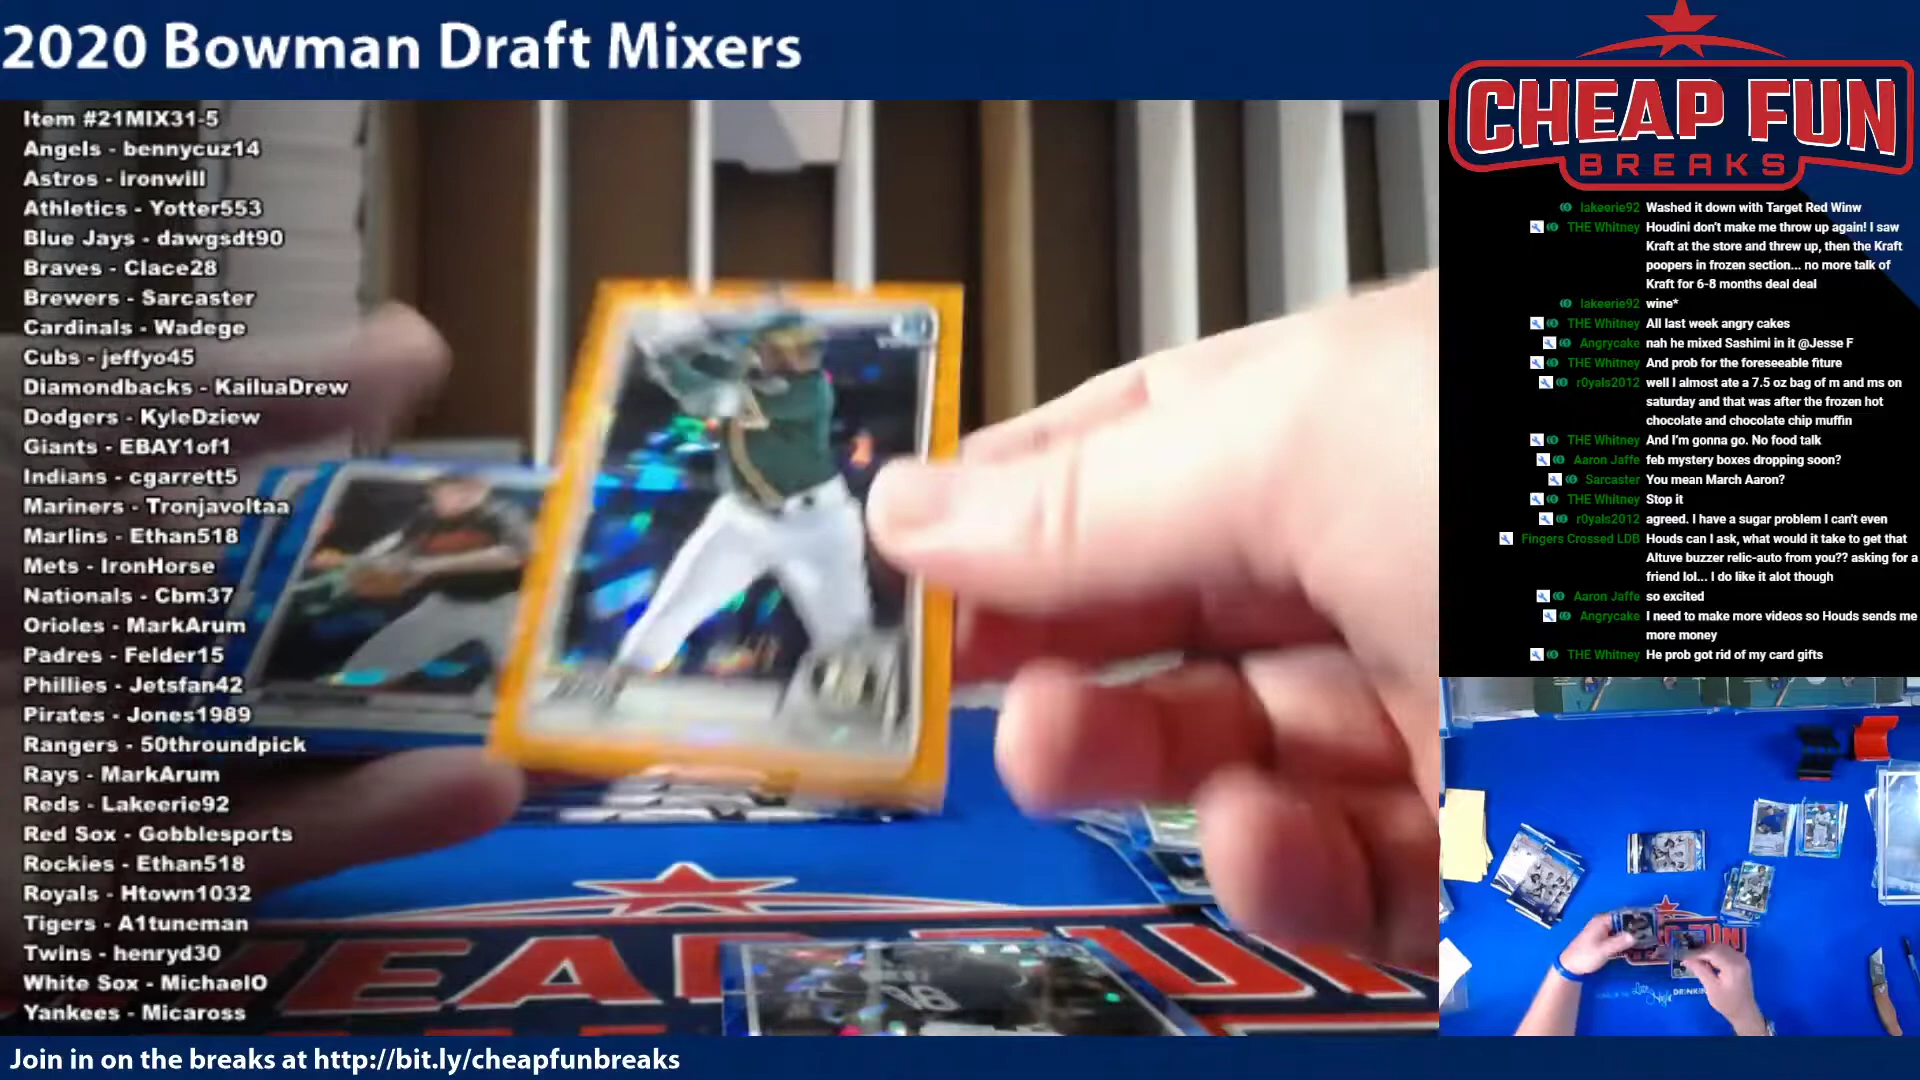 2020 Bowman Draft Mixers
Item #21MIX31-5
Angels - bennycuz14
Astros - ironwill
Athletics - Yotter553
Blue Jays - dawgsdt90
Braves - Clace28
Brewers - Sarcaster
Cardinals - Wadege
Cubs - jeffyo45
Diamondbacks - KailuaDrew
Dodgers - KyleDziew
Giants - EBAY1of1
Indians - cgarrett5
Mariners - Tronjavoltaa
Marlins - Ethan518
Mets - IronHorse
Nationals - Cbm37
Orioles - MarkArum
Padres - Felder15
Phillies - Jetsfan42
Pirates - Jones1989
Rangers - 50throundpick
Rays - MarkArum
Reds - Lakeerie92
Red Sox - Gobblesports
Rockies - Ethan518
Royals - Htown1032
Tigers - A1tuneman
Twins - henryd30
White Sox - MichaelO
Yankees - Micaross
Join in on the breaks at http://bit.ly/cheapfunbreaks
CHEAP FUN
BREAKS
lakeerie92 Washed it down with Target Red Winw
THE Whitney Houdini don't make me throw up again! I saw
Kraft at the store and threw up, then the Kraft
poopers in frozen section... no more talk of
Kraft for 6-8 months deal deal
lakeerie92 wine*
THE Whitney All last week angry cakes
Angrycake nah he mixed Sashimi in it @Jesse F
THE Whitney And prob for the foreseeable fiture
r0yals2012 well I almost ate a 7.5 oz bag of m and ms on
saturday and that was after the frozen hot
chocolate and chocolate chip muffin
THE Whitney And I'm gonna go. No food talk
Aaron Jaffe feb mystery boxes dropping soon?
Sarcaster You mean March Aaron?
THE Whitney Stop it
r0yals2012 agreed. I have a sugar problem I can't even
Fingers Crossed LDB Houds can I ask, what would it take to get that
Altuve buzzer relic-auto from you?? asking for a
friend lol... I do like it alot though
Aaron Jaffe so excited
Angrycake I need to make more videos so Houds sends me
more money
THE Whitney He prob got rid of my card gifts